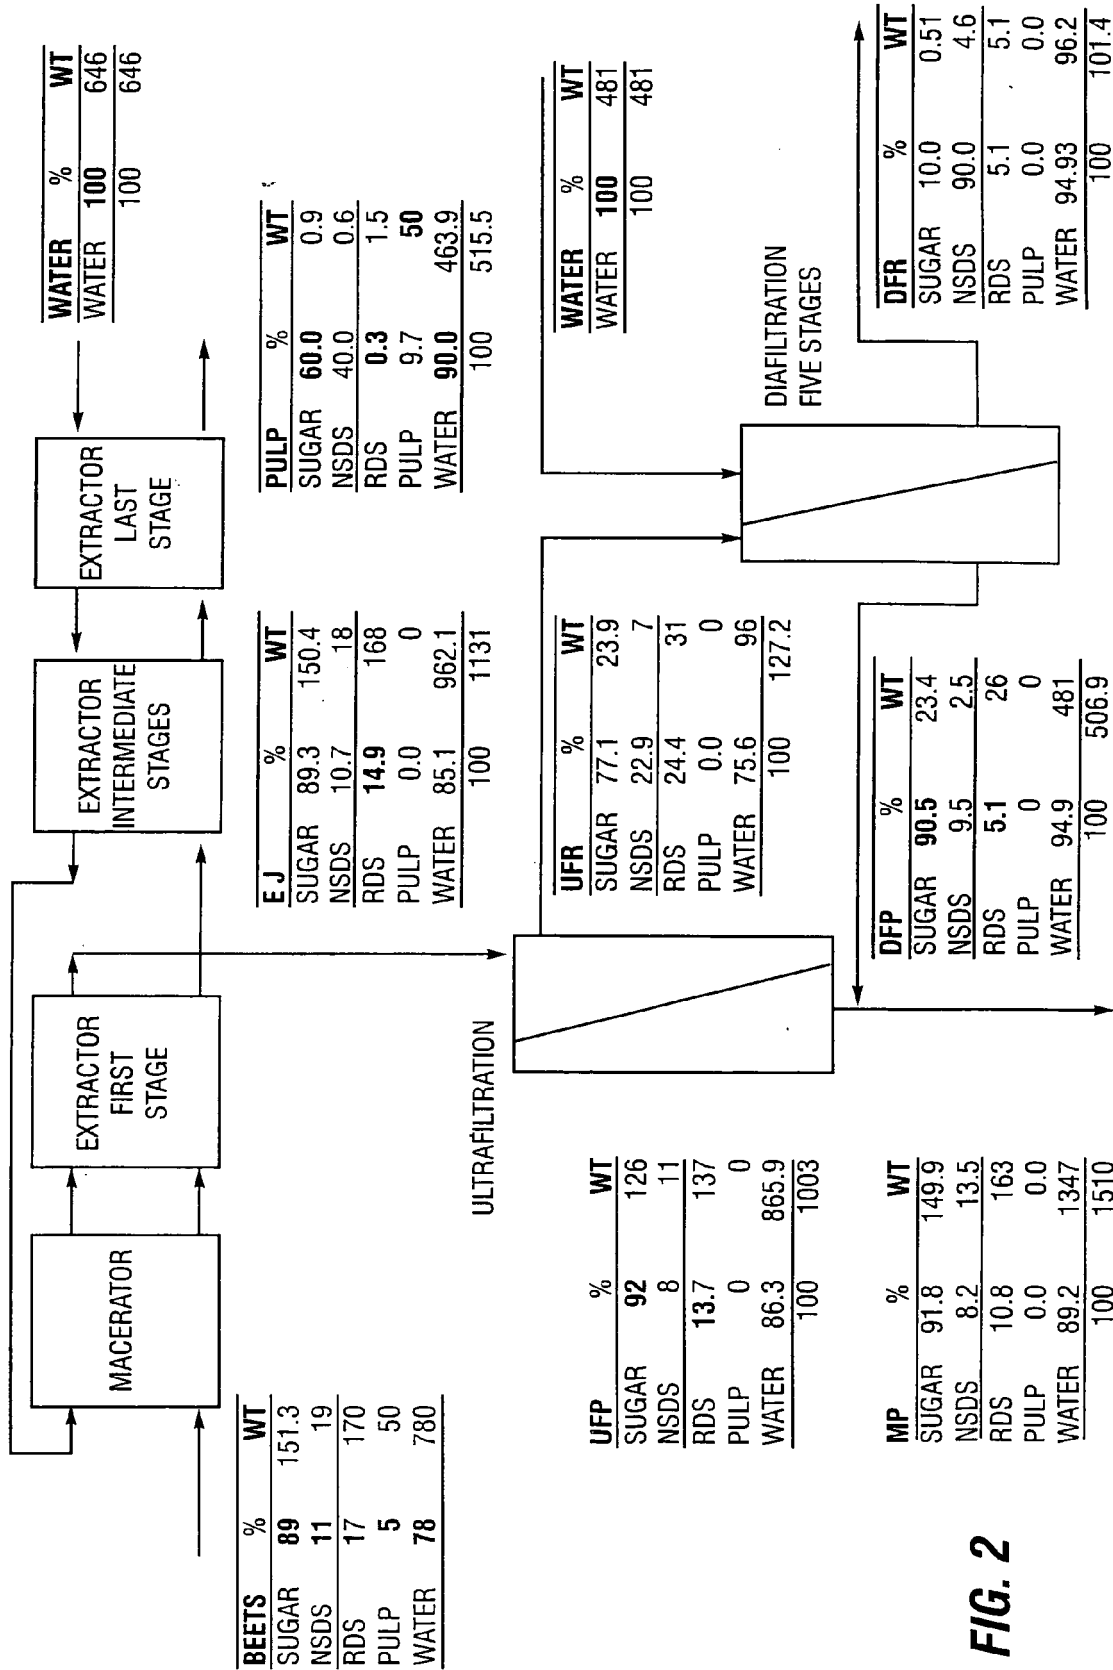 WATER % WT
WATER 100 646
100 646
EXTRACTOR
LAST
STAGE
EXTRACTOR
INTERMEDIATE
STAGES
EXTRACTOR
FIRST
STAGE
MACERATOR
BEETS % WT
SUGAR 89 151.3
NSDS 11 19
RDS 17 170
PULP 5 50
WATER 78 780
E J % WT
SUGAR 89.3 150.4
NSDS 10.7 18
RDS 14.9 168
PULP 0.0 0
WATER 85.1 962.1
100 1131
PULP % WT
SUGAR 60.0 0.9
NSDS 40.0 0.6
RDS 0.3 1.5
PULP 9.7 50
WATER 90.0 463.9
100 515.5
ULTRAFILTRATION
UFP % WT
SUGAR 92 126
NSDS 8 11
RDS 13.7 137
PULP 0 0
WATER 86.3 865.9
100 1003
UFR % WT
SUGAR 77.1 23.9
NSDS 22.9 7
RDS 24.4 31
PULP 0.0 0
WATER 75.6 96
100 127.2
WATER % WT
WATER 100 481
100 481
DIAFILTRATION
FIVE STAGES
MP % WT
SUGAR 91.8 149.9
NSDS 8.2 13.5
RDS 10.8 163
PULP 0.0 0.0
WATER 89.2 1347
100 1510
DFP % WT
SUGAR 90.5 23.4
NSDS 9.5 2.5
RDS 5.1 26
PULP 0 0
WATER 94.9 481
100 506.9
DFR % WT
SUGAR 10.0 0.51
NSDS 90.0 4.6
RDS 5.1 5.1
PULP 0.0 0.0
WATER 94.93 96.2
100 101.4
FIG. 2